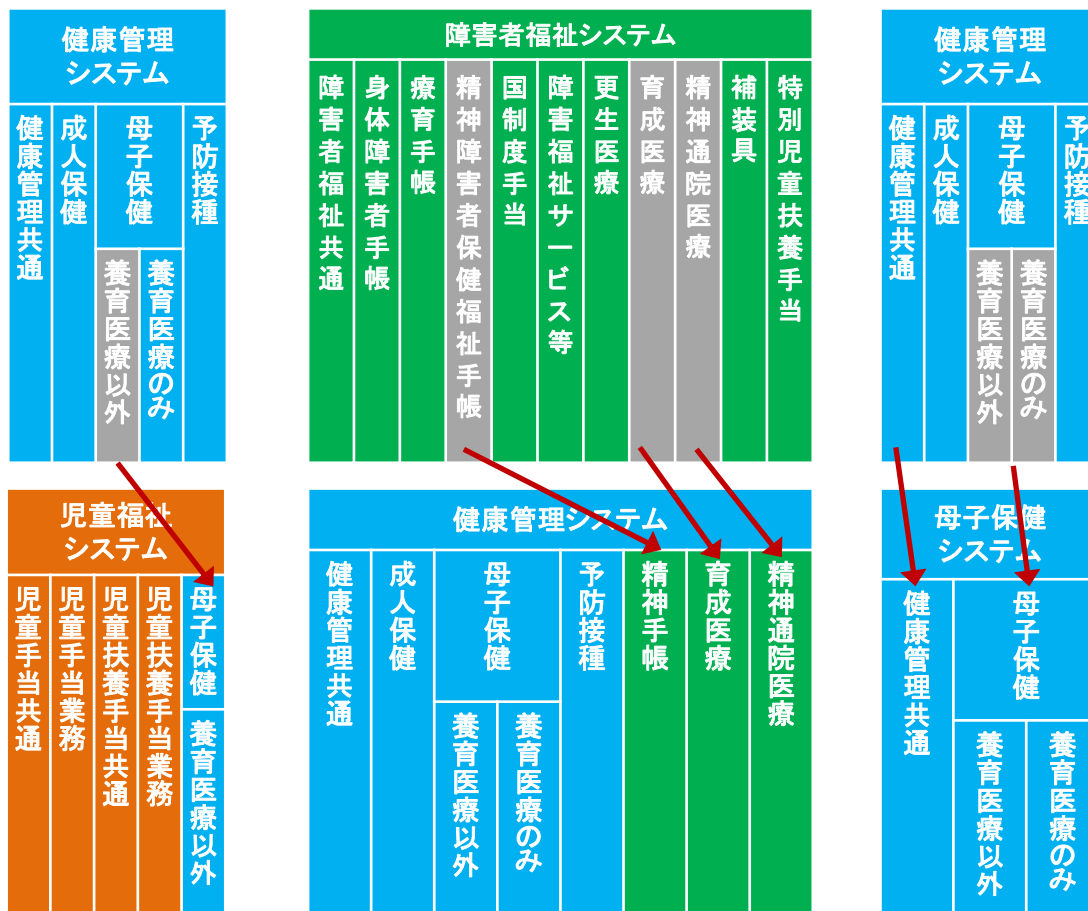 健康管理
システム
健康管理共通
成人保健
母子保健
養育医療以外
養育医療のみ
予防接種
児童福祉
システム
児童手当共通
児童手当業務
児童扶養手当共通
児童扶養手当業務
母子保健
養育医療以外
障害者福祉システム
障害者福祉共通
身体障害者手帳
療育手帳
精神障害者保健福祉手帳
国制度手当
障害福祉サービス等
更生医療
育成医療
精神通院医療
補装具
特別児童扶養手当
健康管理システム
健康管理共通
成人保健
母子保健
養育医療以外
養育医療のみ
予防接種
精神手帳
育成医療
精神通院医療
健康管理
システム
健康管理共通
成人保健
母子保健
養育医療以外
養育医療のみ
予防接種
母子保健
システム
健康管理共通
母子保健
養育医療以外
養育医療のみ